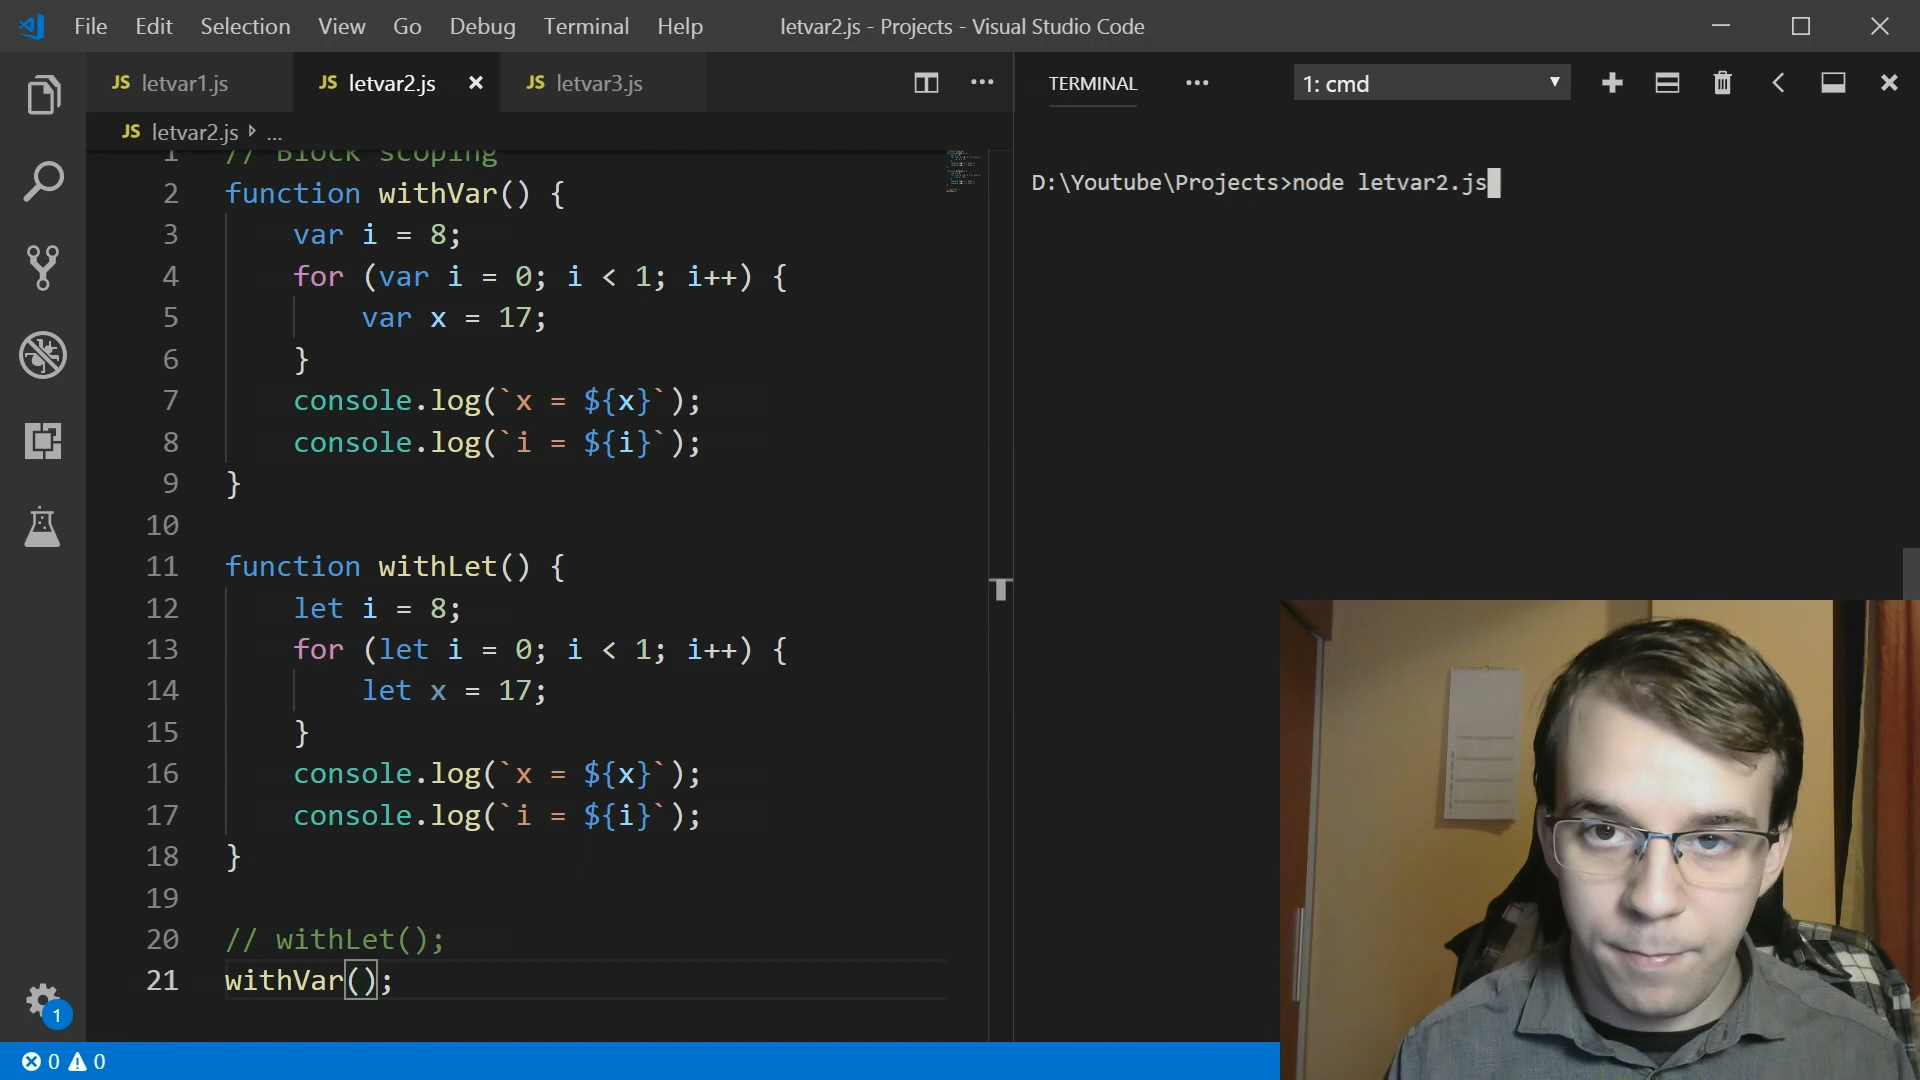 File Edit Selection View Go Debug Terminal Help letvar2.js - Projects - Visual Studio Code
JS letvar1.js JS letvar2.js JS letvar3.js
JS letvar2.js ...
1 // Block scoping
2 function withVar() {
3 var i = 8;
4 for (var i = 0; i < 1; i++) {
5 var x = 17;
6 }
7 console.log(`x = ${x}`);
8 console.log(`i = ${i}`);
9 }
10
11 function withLet() {
12 let i = 8;
13 for (let i = 0; i < 1; i++) {
14 let x = 17;
15 }
16 console.log(`x = ${x}`);
17 console.log(`i = ${i}`);
18 }
19
20 // withLet();
21 withVar();
TERMINAL ... 1: cmd
D:\Youtube\Projects>node letvar2.js
1
0 0